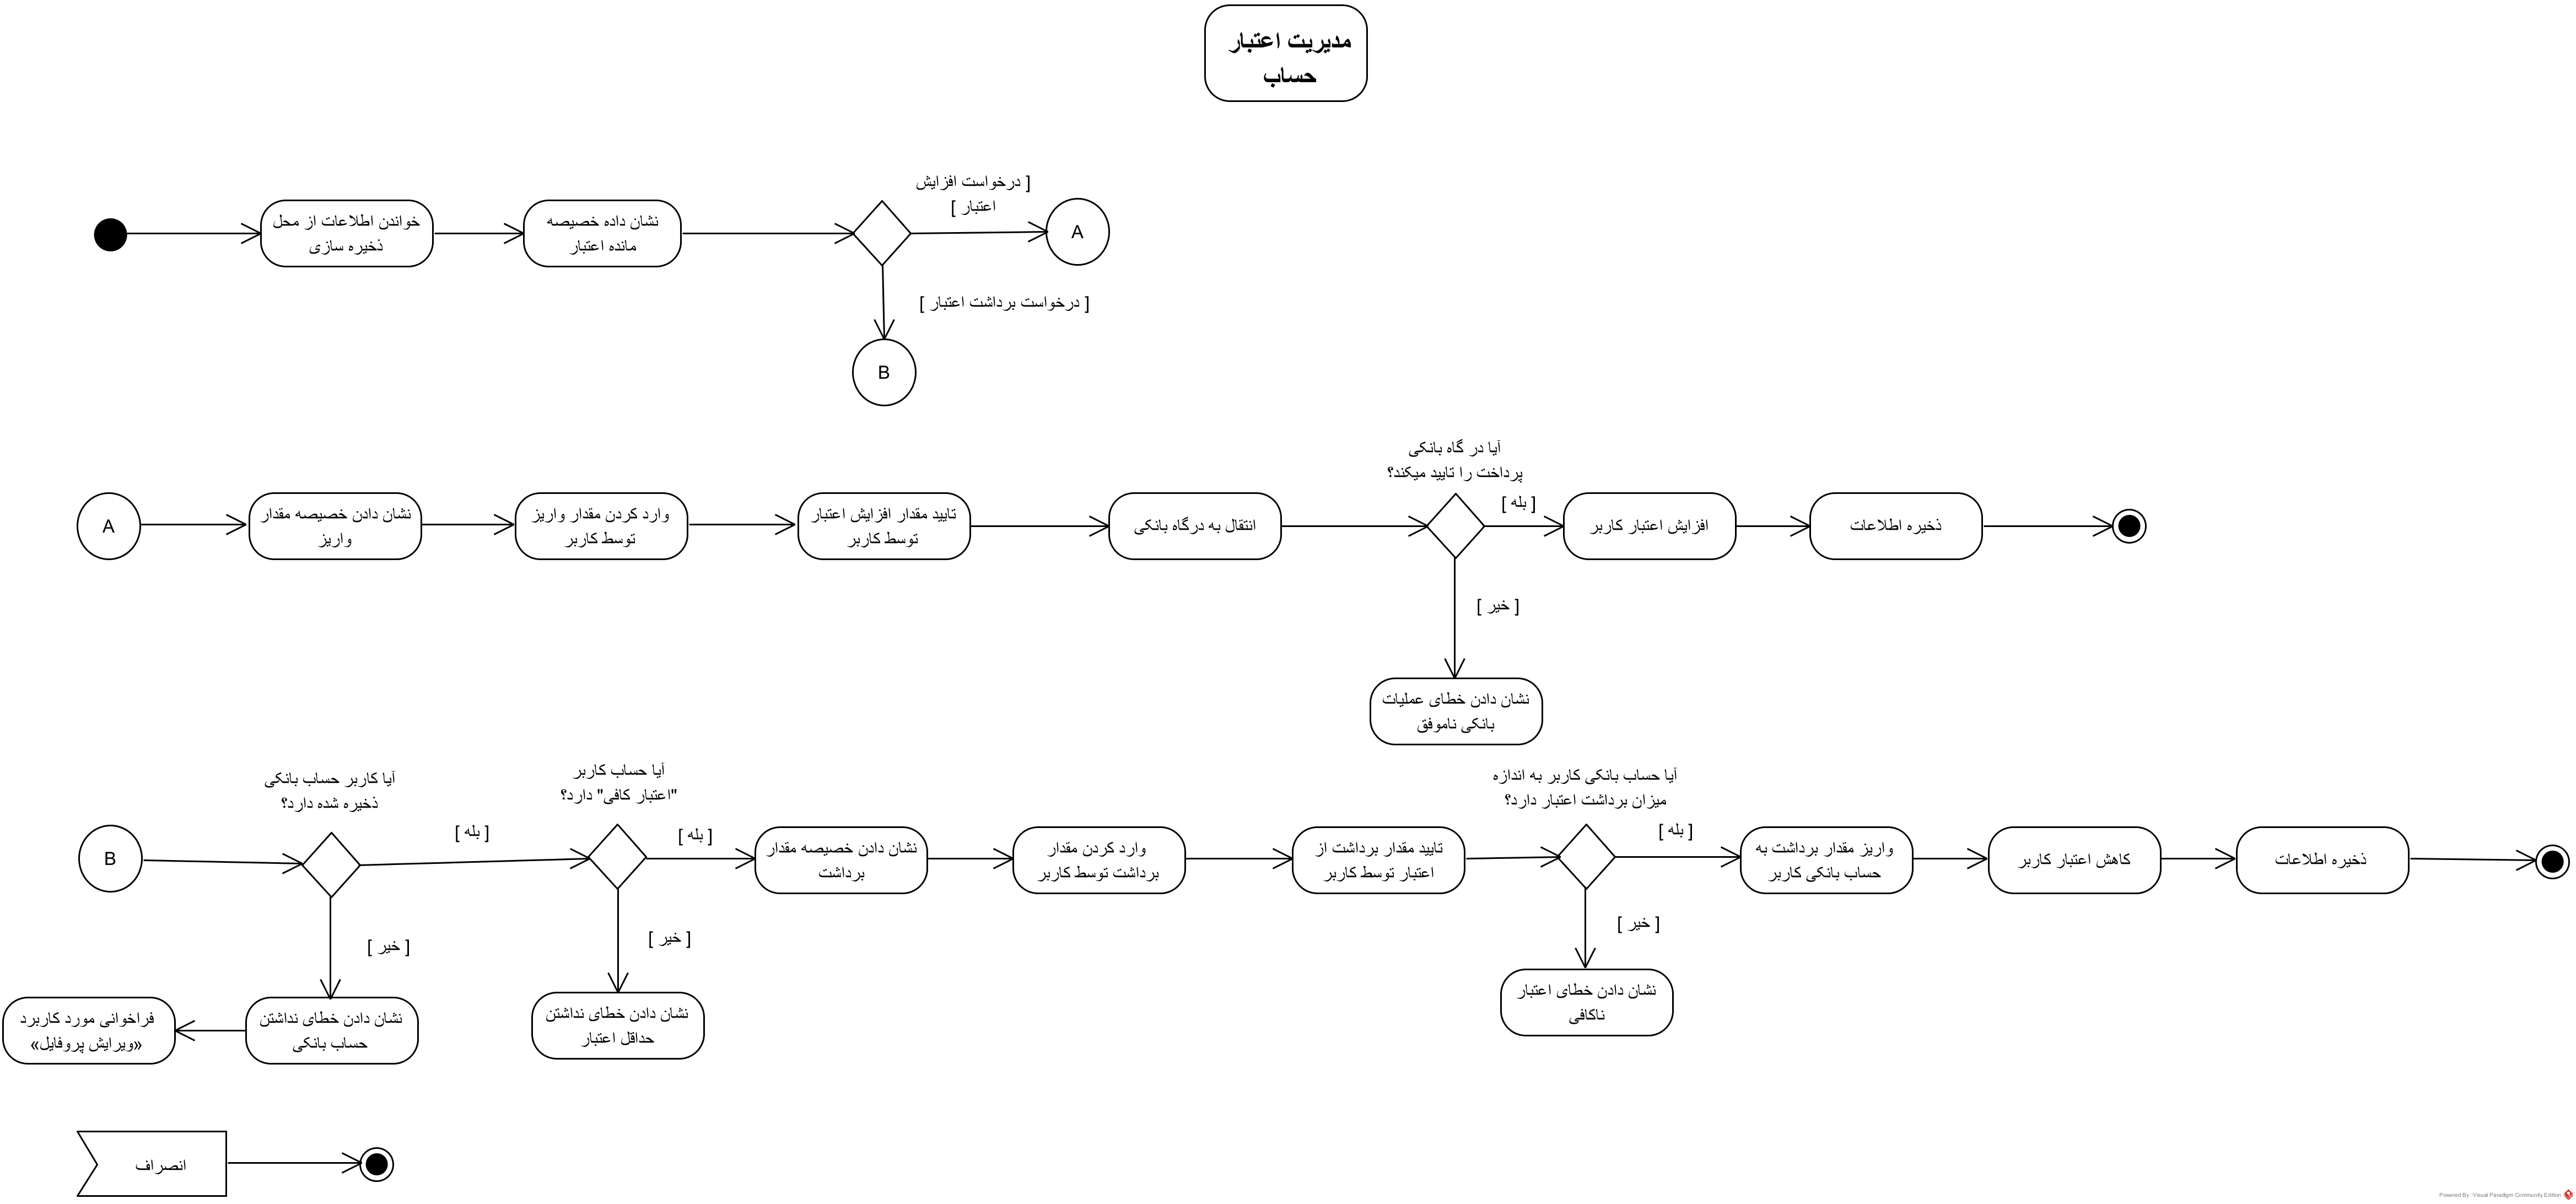 مدیریت اعتبار
حساب
خواندن اطلاعات از محل
ذخیره سازی
نشان داده خصیصه
مانده اعتبار
[ درخواست افزایش
اعتبار ]
A
[ درخواست برداشت اعتبار ]
B
آیا در گاه بانکی
پرداخت را تایید میکند؟
A
نشان دادن خصیصه مقدار
واریز
وارد کردن مقدار واریز
توسط کاربر
تایید مقدار افزایش اعتبار
توسط کاربر
انتقال به درگاه بانکی
[ بله ]
افزایش اعتبار کاربر
ذخیره اطلاعات
[ خیر ]
نشان دادن خطای عملیات
بانکی ناموفق
آیا کاربر حساب بانکی
ذخیره شده دارد؟
آیا حساب کاربر
"اعتبار کافی" دارد؟
آیا حساب بانکی کاربر به اندازه
میزان برداشت اعتبار دارد؟
B
[ بله ]
[ بله ]
نشان دادن خصیصه مقدار
برداشت
وارد کردن مقدار
برداشت توسط کاربر
تایید مقدار برداشت از
اعتبار توسط کاربر
[ بله ]
واریز مقدار برداشت به
حساب بانکی کاربر
کاهش اعتبار کاربر
ذخیره اطلاعات
[ خیر ]
[ خیر ]
[ خیر ]
فراخوانی مورد کاربرد
«ویرایش پروفایل»
نشان دادن خطای نداشتن
حساب بانکی
نشان دادن خطای نداشتن
حداقل اعتبار
نشان دادن خطای اعتبار
ناکافی
انصراف
Powered By Visual Paradigm Community Edition